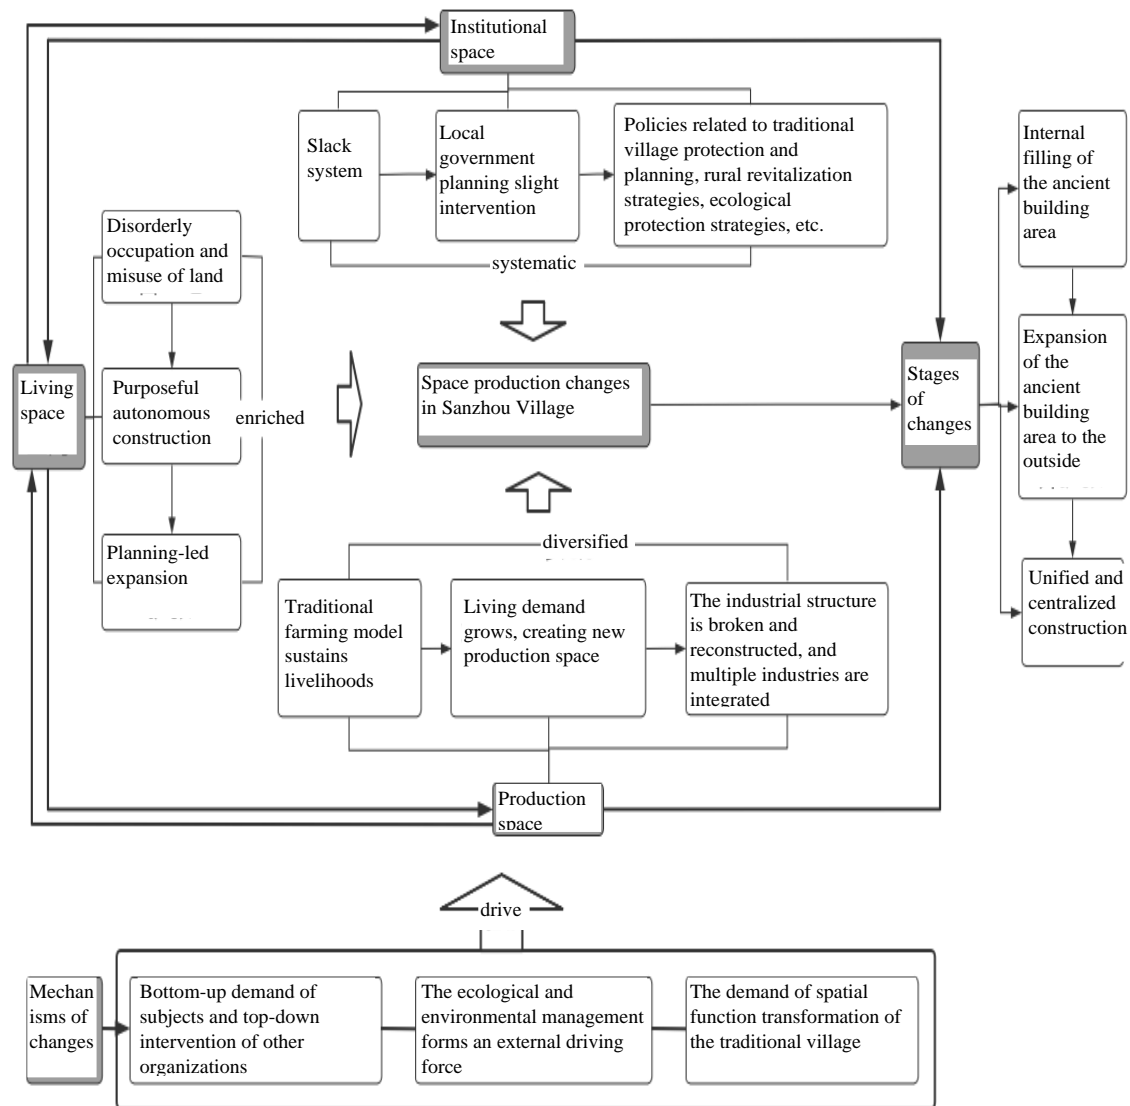 Institutional
space
Slack
system
Local
government
planning slight
intervention
Policies related to traditional
village protection and
planning, rural revitalization
strategies, ecological
protection strategies, etc.
systematic
Internal
filling of
the ancient
building
area
Disorderly
occupation and
misuse of land
Living
space
Purposeful
autonomous
construction
enriched
Planning-led
expansion
Space production changes
in Sanzhou Village
Stages
of
changes
Expansion
of the
ancient
building
area to the
outside
Unified and
centralized
construction
diversified
Traditional
farming model
sustains
livelihoods
Living demand
grows, creating new
production space
The industrial structure
is broken and
reconstructed, and
multiple industries are
integrated
Production
space
drive
Mechan
isms of
changes
Bottom-up demand of
subjects and top-down
intervention of other
organizations
The ecological and
environmental management
forms an external driving
force
The demand of spatial
function transformation of
the traditional village